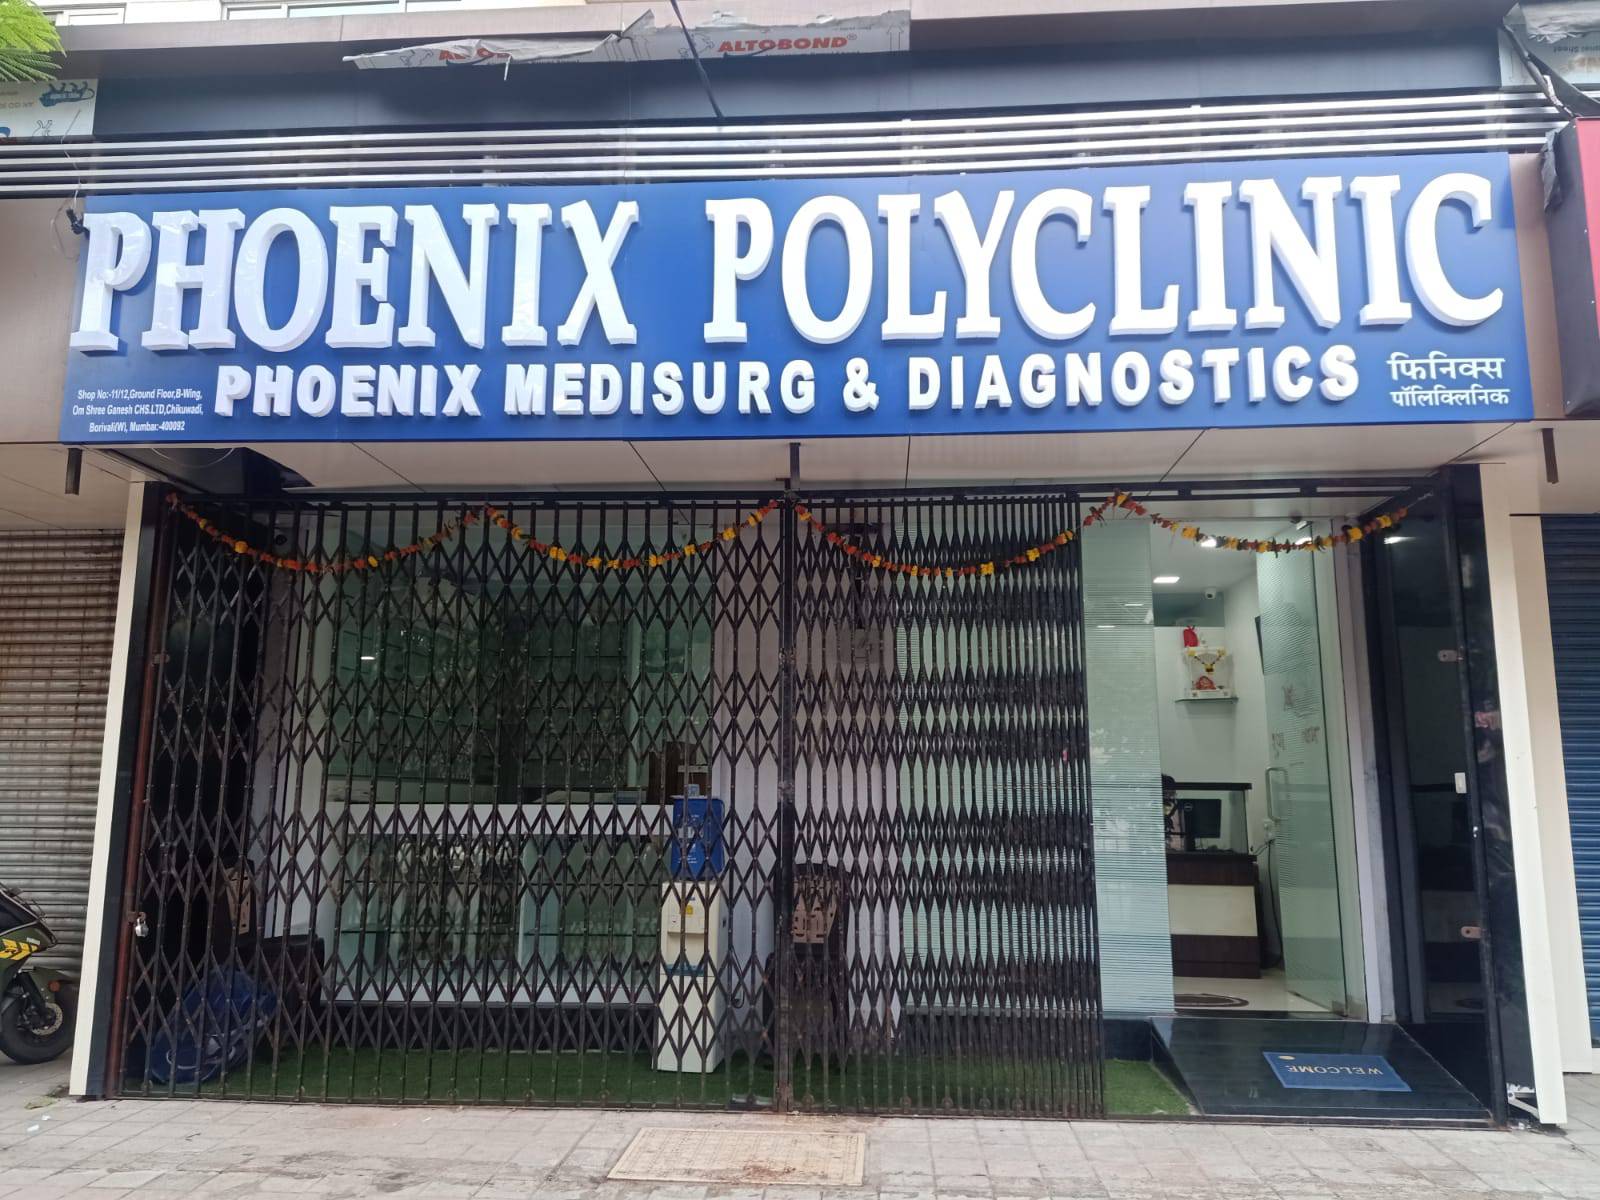 ALTOBOND®
PHOENIX POLYCLINIC
PHOENIX MEDISURG & DIAGNOSTICS
फिनिक्स
पॉलिक्लिनिक
Shop No:-11/12,Ground Floor,B-Wing,
Om Shree Ganesh CHS.LTD,Chikuwadi,
Borivali(W), Mumbar:-400092
WELCOME